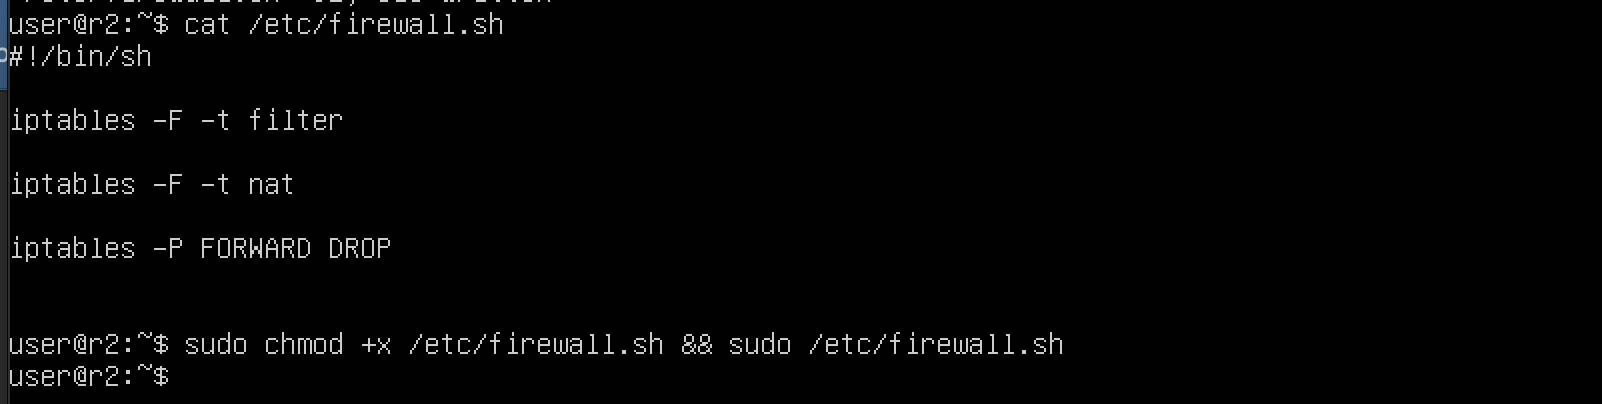 user@r2:~$ cat /etc/firewall.sh
#!/bin/sh
iptables -F -t filter
iptables -F -t nat
iptables -P FORWARD DROP
user@r2:~$ sudo chmod +x /etc/firewall.sh && sudo /etc/firewall.sh
user@r2:~$